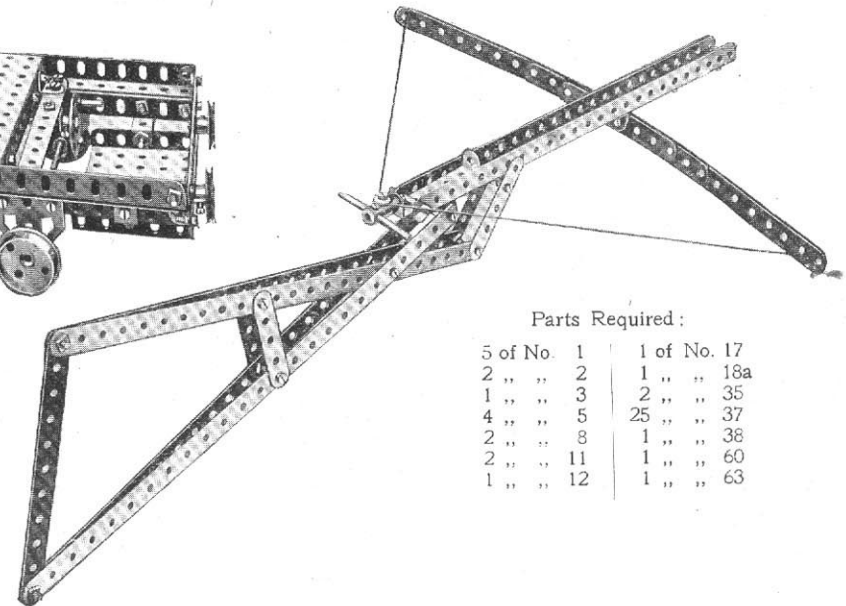 Parts Required :
5 of No. 1 1 of No. 17
2 ,, ,, 2 1 ,, ,, 18a
1 ,, ,, 3 2 ,, ,, 35
4 ,, ,, 5 25 ,, ,, 37
2 ,, ,, 8 1 ,, ,, 38
2 ,, ,, 11 1 ,, ,, 60
1 ,, ,, 12 1 ,, ,, 63